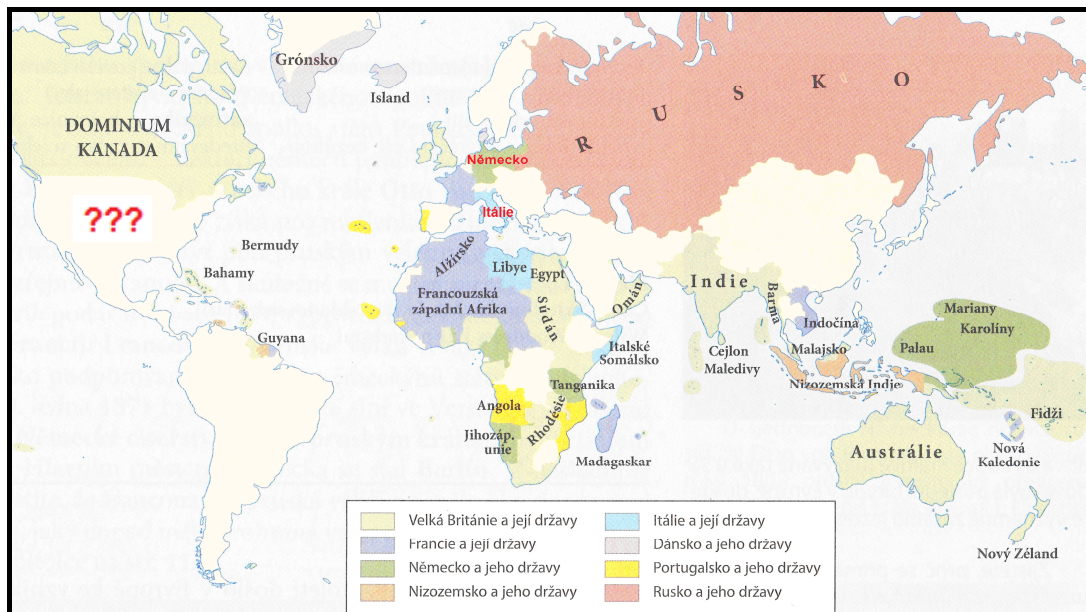 Grónsko
Island
R U S K O
DOMINIUM
KANADA
Německo
???
Itálie
Bermudy
Alžírsko
Libye
Egypt
Bahamy
Indie
Omán
Barma
Francouzská
západní Afrika
Súdán
Mariany
Karolíny
Indočína
Guyana
Italské
Somálsko
Cejlon
Maledivy
Malajsko
Palau
Nizozemská Indie
Tanganika
Angola
Rhodésie
Fidži
Jihozáp.
unie
Madagaskar
Austrálie
Nová
Kaledonie
Nový Zéland
Velká Británie a její državy
Francie a její državy
Německo a jeho državy
Nizozemsko a jeho državy
Itálie a její državy
Dánsko a jeho državy
Portugalsko a jeho državy
Rusko a jeho državy